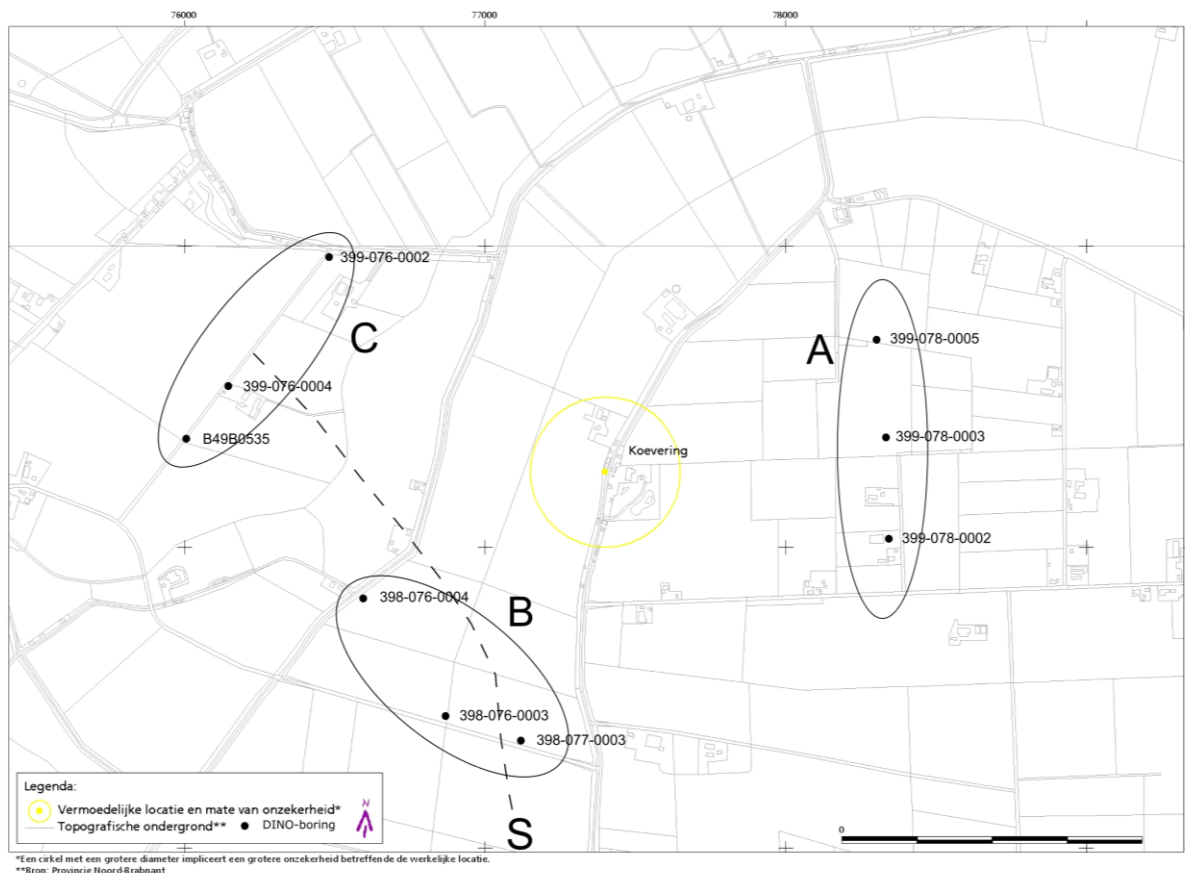 76000 77000 78000
399-076-0002
C
A
399-078-0005
399-076-0004
399-078-0003
B49B0535
Koevering
399-078-0002
398-076-0004
B
398-076-0003
398-077-0003
Legenda:
Vermoedelijke locatie en mate van onzekerheid*
Topografische ondergrond** DINO-boring
N
S
0
*Een cirkel met een grotere diameter impliceert een grotere onzekerheid betreffende de werkelijke locatie.
**Bron: Provincie Noord-Brabnant